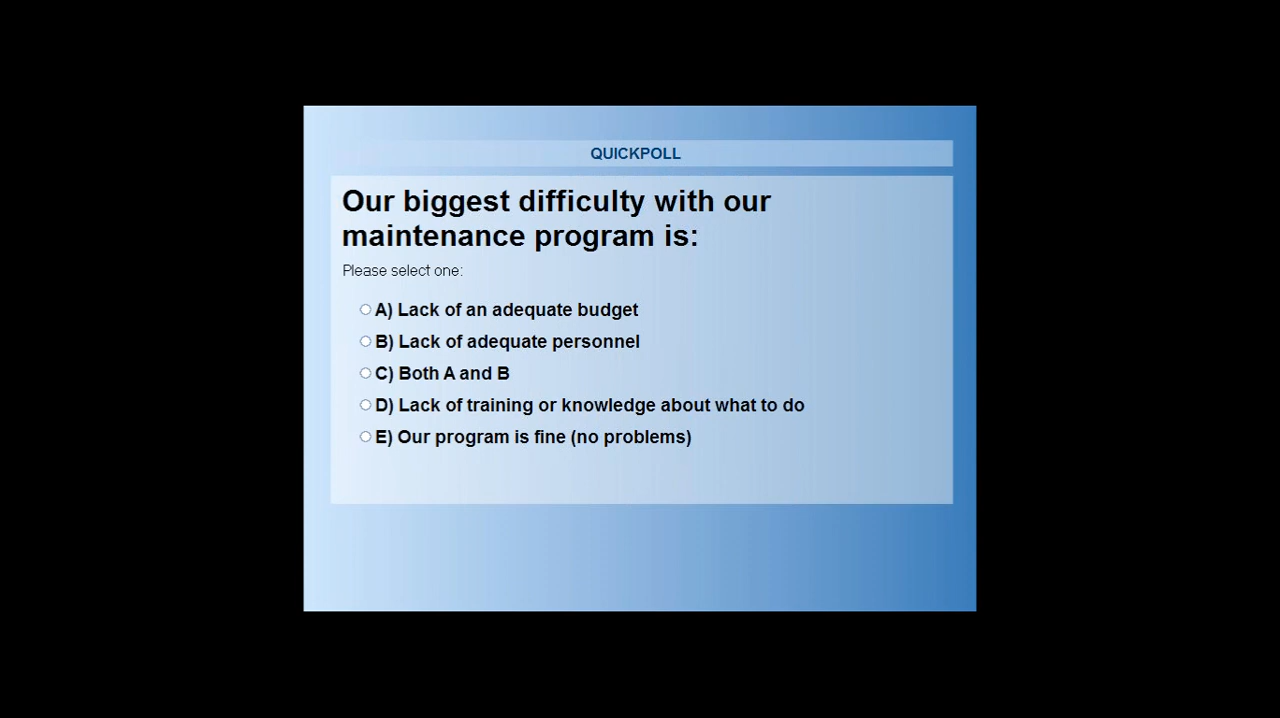 QUICKPOLL
Our biggest difficulty with our
maintenance program is:
Please select one:
A) Lack of an adequate budget
B) Lack of adequate personnel
C) Both A and B
D) Lack of training or knowledge about what to do
E) Our program is fine (no problems)